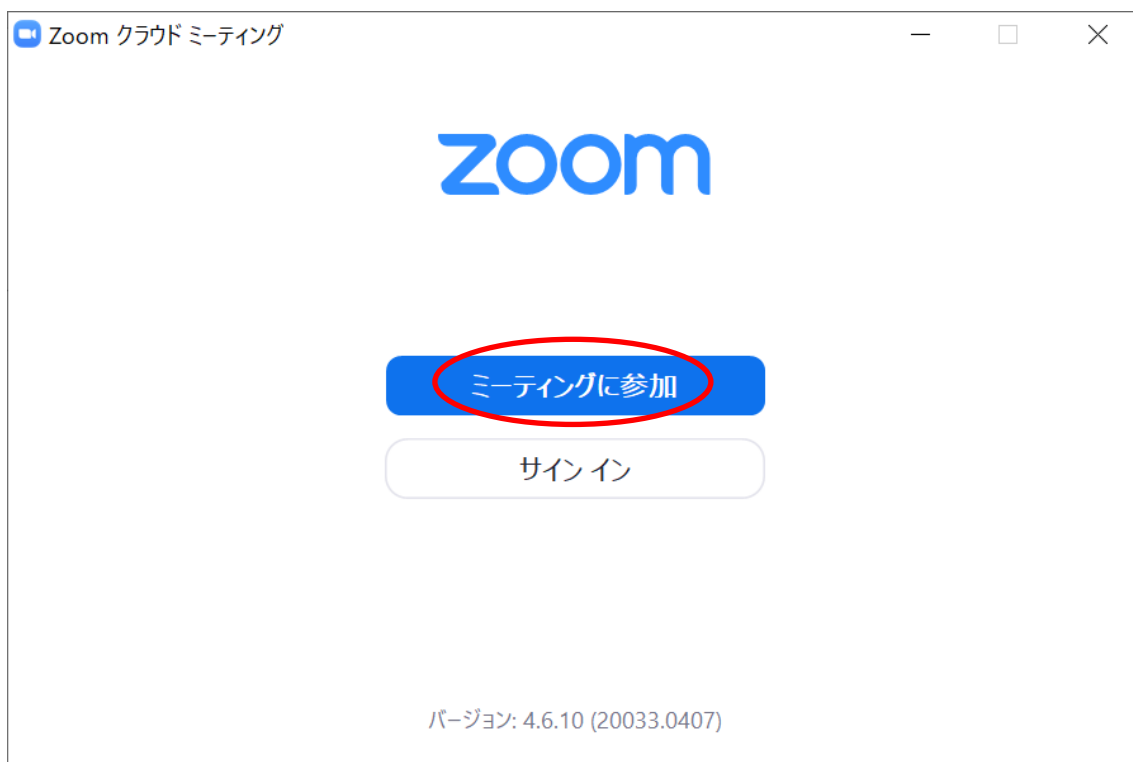 Zoom クラウド ミーティング
zoom
ミーティングに参加
サイン イン
バージョン: 4.6.10 (20033.0407)